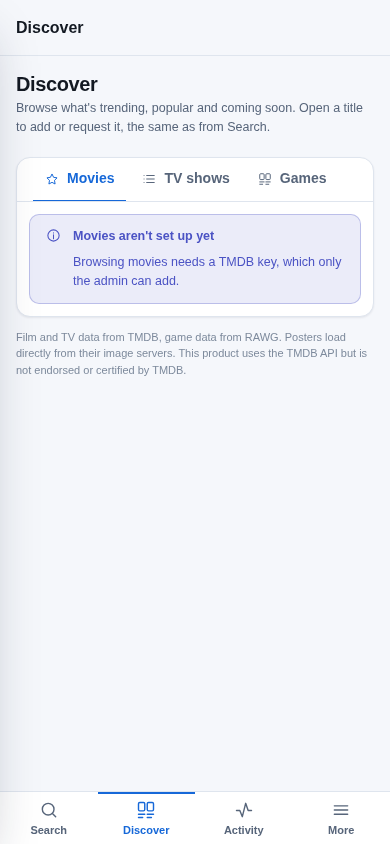 Discover
Discover
Browse what's trending, popular and coming soon. Open a title
to add or request it, the same as from Search.
Movies
TV shows
Games
Movies aren't set up yet
Browsing movies needs a TMDB key, which only
the admin can add.
Film and TV data from TMDB, game data from RAWG. Posters load
directly from their image servers. This product uses the TMDB API but is
not endorsed or certified by TMDB.
Search
Discover
Activity
More